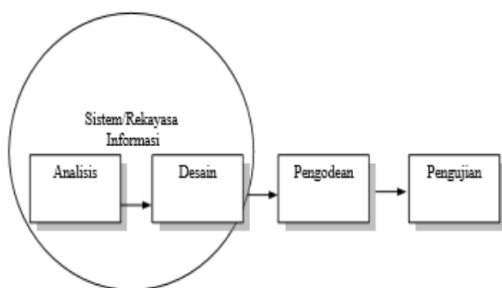 Sistem/Rekayasa
Informasi
Analisis
Desain
Pengodean
Pengujian